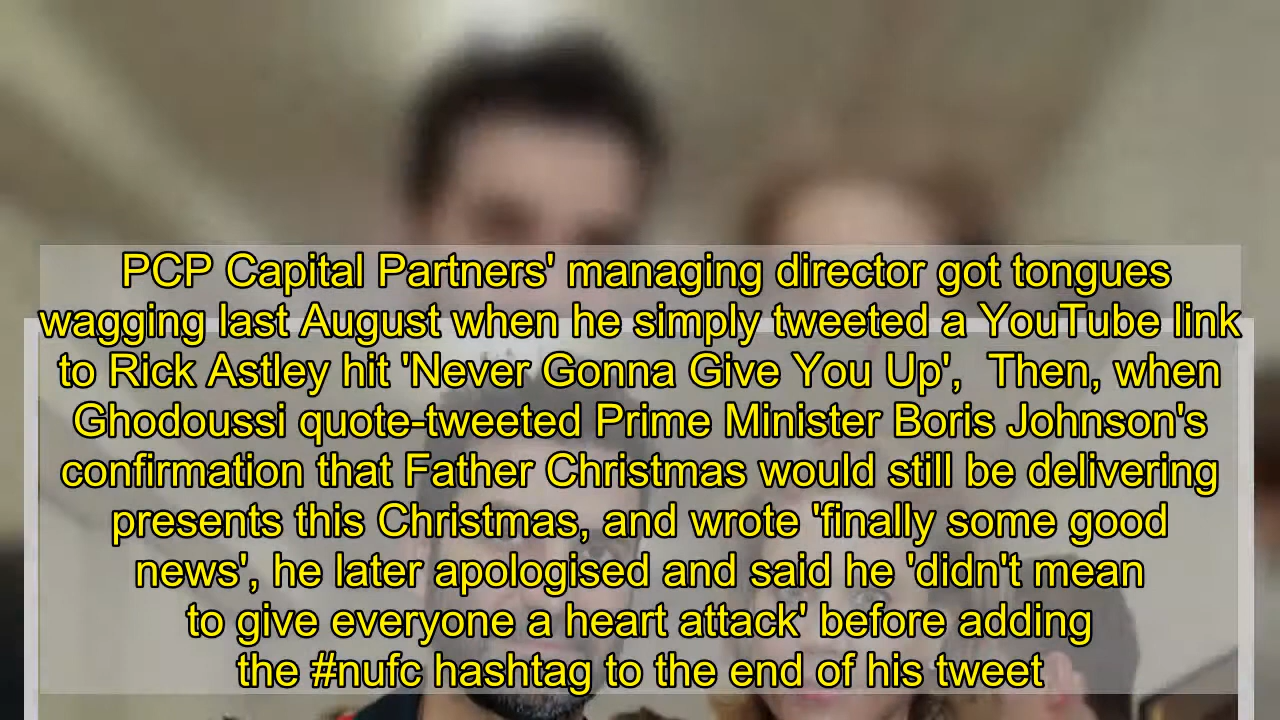 PCP Capital Partners' managing director got tongues
wagging last August when he simply tweeted a YouTube link
to Rick Astley hit 'Never Gonna Give You Up',  Then, when
Ghodoussi quote-tweeted Prime Minister Boris Johnson's
confirmation that Father Christmas would still be delivering
presents this Christmas, and wrote 'finally some good
news', he later apologised and said he 'didn't mean
to give everyone a heart attack' before adding
the #nufc hashtag to the end of his tweet